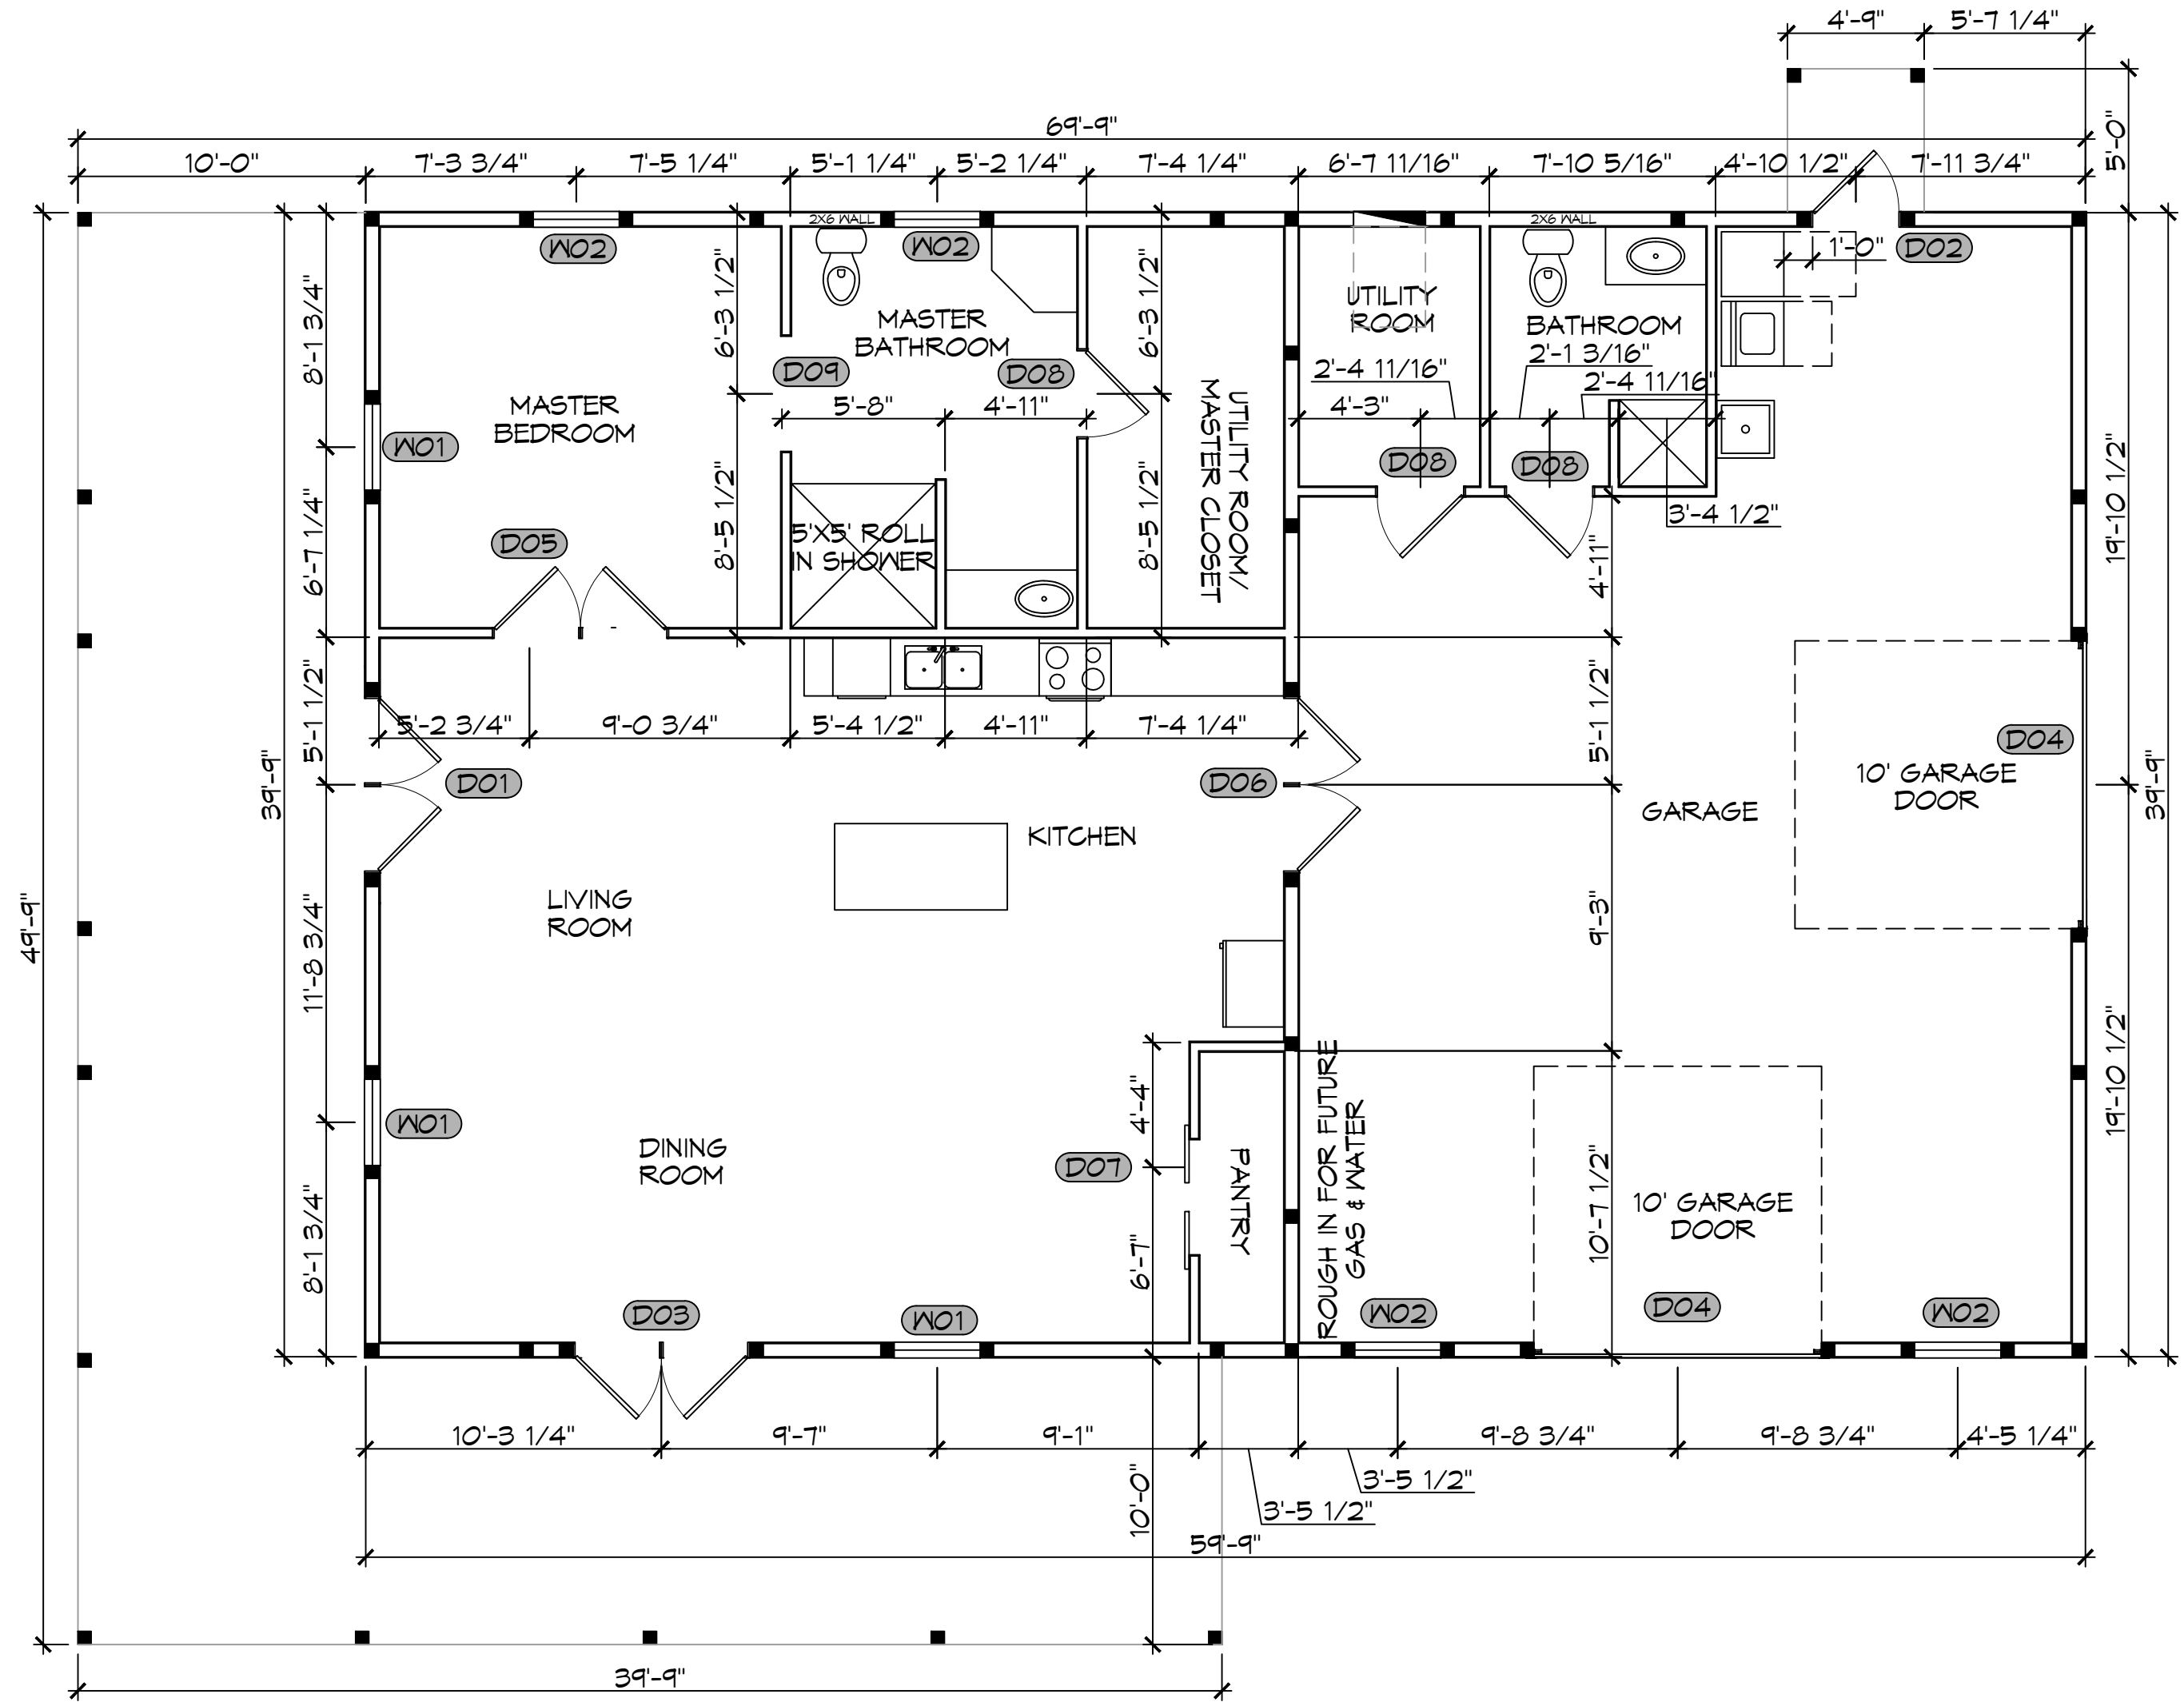 4'-9" 5'-7 1/4"
5'-0"
69'-9"
10'-0" 7'-3 3/4" 7'-5 1/4" 5'-1 1/4" 5'-2 1/4" 7'-4 1/4" 6'-7 11/16" 7'-10 5/16" 4'-10 1/2" 7'-11 3/4"
2X6 WALL 2X6 WALL
W02 W02 1'-0" D02
8'-1 3/4" 6'-3 1/2" 6'-3 1/2"
UTILITY
ROOM
MASTER
BATHROOM
BATHROOM
2'-1 3/16"
2'-4 11/16" 2'-4 11/16"
D09 D08
5'-8" 4'-11" 4'-3"
MASTER
BEDROOM
W01
UTILITY ROOM/
MASTER CLOSET
D08 D08
19'-10 1/2"
3'-4 1/2"
6'-7 1/4" D05 8'-5 1/2" 8'-5 1/2" 4'-11"
5'X5' ROLL
IN SHOWER
5'-1 1/2" 5'-2 3/4" 9'-0 3/4" 5'-4 1/2" 4'-11" 7'-4 1/4" 5'-1 1/2"
D04
10' GARAGE
DOOR
39'-9" D01 D06 39'-9"
GARAGE
KITCHEN
LIVING
ROOM
49'-9" 11'-8 3/4" 9'-3"
W01 4'-4" 19'-10 1/2"
DINING
ROOM
D07
PANTRY
ROUGH IN FOR FUTURE
GAS & WATER
10'-7 1/2"
10' GARAGE
DOOR
8'-1 3/4" 6'-7"
D03 W01 W02 D04 W02
10'-3 1/4" 9'-7" 9'-1" 9'-8 3/4" 9'-8 3/4" 4'-5 1/4"
3'-5 1/2"
10'-0" 3'-5 1/2"
59'-9"
39'-9"